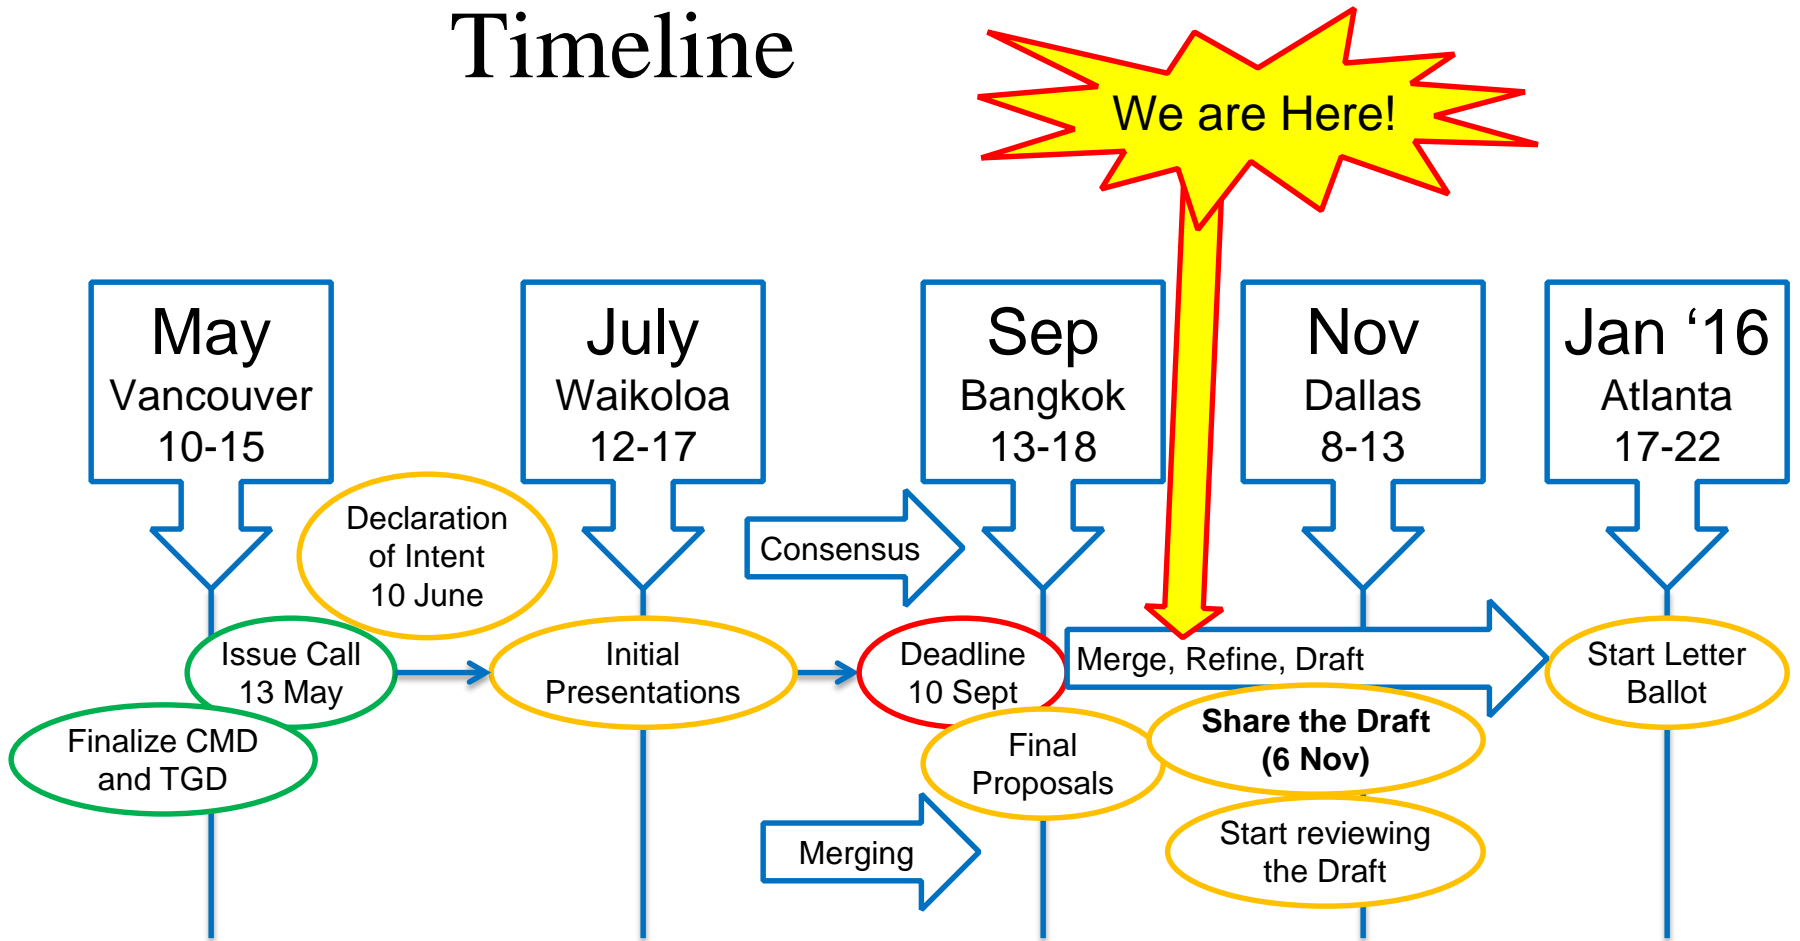 Timeline
We are Here!
May
Vancouver
10-15
July
Waikoloa
12-17
Sep
Bangkok
13-18
Nov
Dallas
8-13
Jan ‘16
Atlanta
17-22
Declaration
of Intent
10 June
Consensus
Issue Call
13 May
Initial
Presentations
Deadline
10 Sept
Merge, Refine, Draft
Start Letter
Ballot
Finalize CMD
and TGD
Final
Proposals
Share the Draft
(6 Nov)
Merging
Start reviewing
the Draft